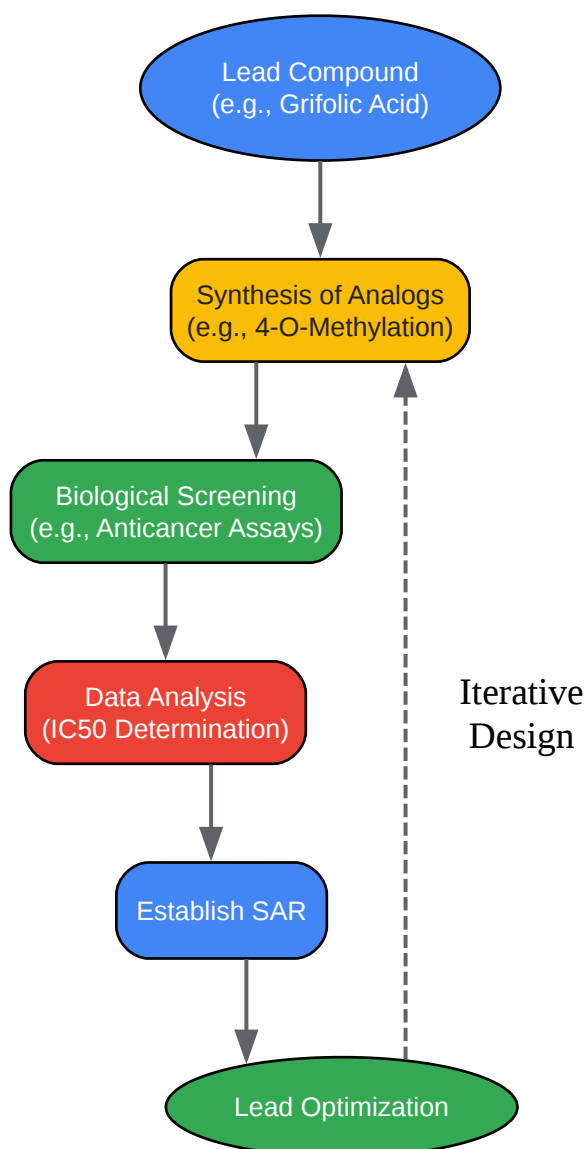 Lead Compound
(e.g., Grifolic Acid)
Synthesis of Analogs
(e.g., 4-O-Methylation)
Biological Screening
(e.g., Anticancer Assays)
Data Analysis
(IC50 Determination)
Iterative
Design
Establish SAR
Lead Optimization